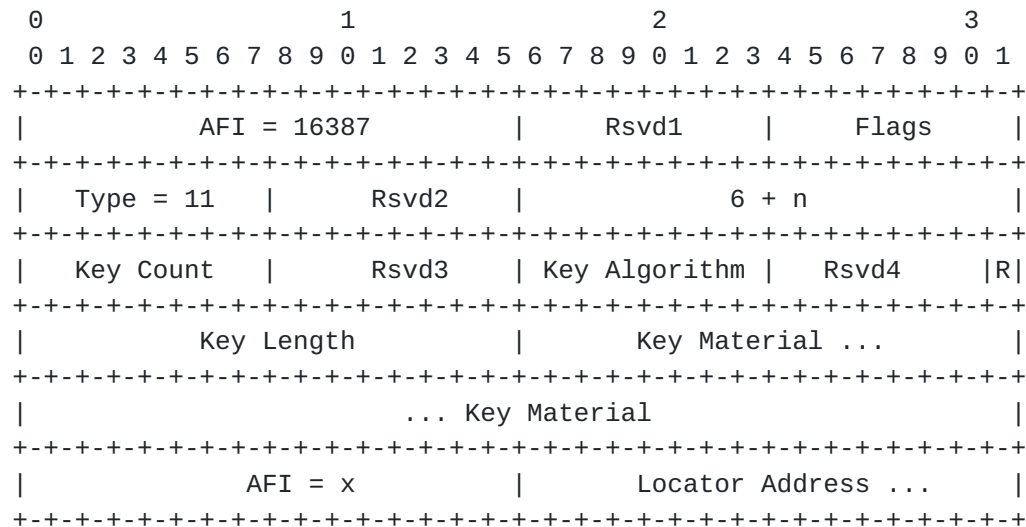 0                   1                   2                   3
 0 1 2 3 4 5 6 7 8 9 0 1 2 3 4 5 6 7 8 9 0 1 2 3 4 5 6 7 8 9 0 1
+-+-+-+-+-+-+-+-+-+-+-+-+-+-+-+-+-+-+-+-+-+-+-+-+-+-+-+-+-+-+-+-+
|           AFI = 16387         |     Rsvd1     |     Flags     |
+-+-+-+-+-+-+-+-+-+-+-+-+-+-+-+-+-+-+-+-+-+-+-+-+-+-+-+-+-+-+-+-+
|   Type = 11   |      Rsvd2    |             6 + n             |
+-+-+-+-+-+-+-+-+-+-+-+-+-+-+-+-+-+-+-+-+-+-+-+-+-+-+-+-+-+-+-+-+
|   Key Count   |      Rsvd3    | Key Algorithm |   Rsvd4     |R|
+-+-+-+-+-+-+-+-+-+-+-+-+-+-+-+-+-+-+-+-+-+-+-+-+-+-+-+-+-+-+-+-+
|           Key Length          |       Key Material ...        |
+-+-+-+-+-+-+-+-+-+-+-+-+-+-+-+-+-+-+-+-+-+-+-+-+-+-+-+-+-+-+-+-+
|                        ... Key Material                       |
+-+-+-+-+-+-+-+-+-+-+-+-+-+-+-+-+-+-+-+-+-+-+-+-+-+-+-+-+-+-+-+-+
|              AFI = x          |       Locator Address ...     |
+-+-+-+-+-+-+-+-+-+-+-+-+-+-+-+-+-+-+-+-+-+-+-+-+-+-+-+-+-+-+-+-+